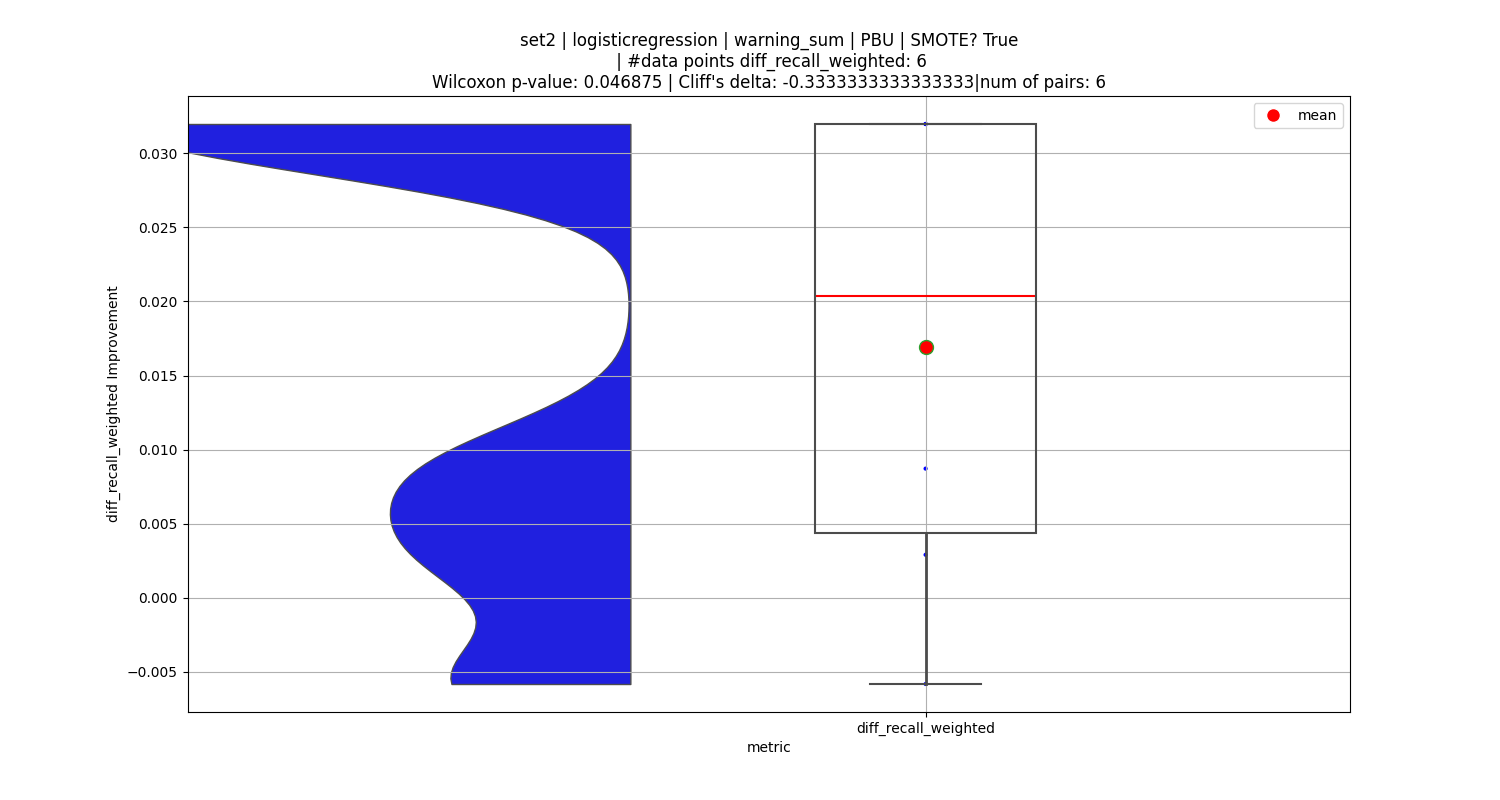 set2 | logisticregression | warning_sum | PBU | SMOTE? True
| #data points diff_recall_weighted: 6
Wilcoxon p-value: 0.046875 | Cliff's delta: -0.3333333333333333|num of pairs: 6
mean
0.030
0.025
0.020
0.015
0.010
0.005
0.000
−0.005
diff_recall_weighted Improvement
diff_recall_weighted
metric